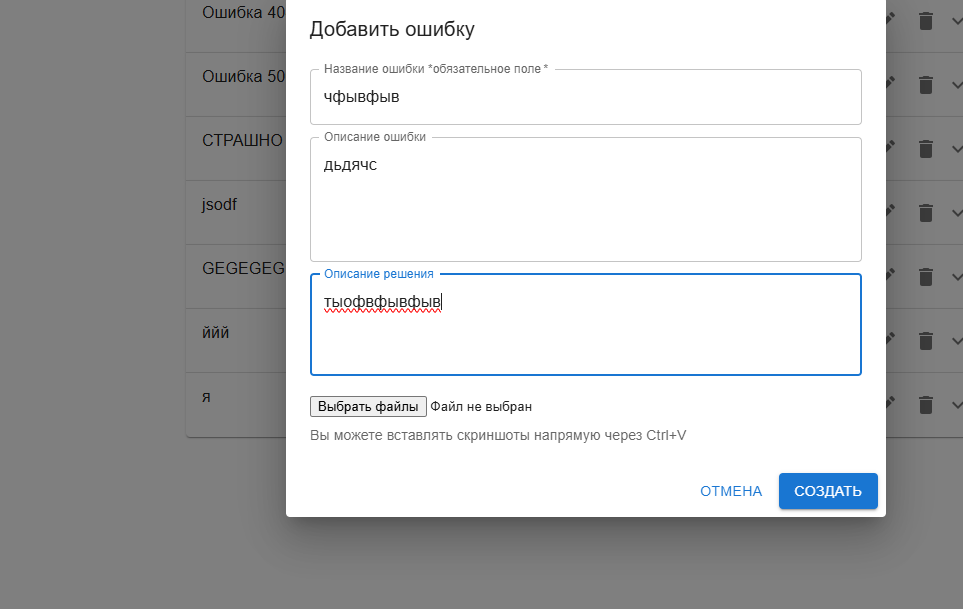 Добавить ошибку
Название ошибки *обязательное поле *
чфывфыв
Описание ошибки
дьдячс
Описание решения
тыофвфывфыв
Выбрать файлы Файл не выбран
Вы можете вставлять скриншоты напрямую через Ctrl+V
ОТМЕНА СОЗДАТЬ
Ошибка 40
Ошибка 50
СТРАШНО
jsodf
GEGEGEG
ййй
я